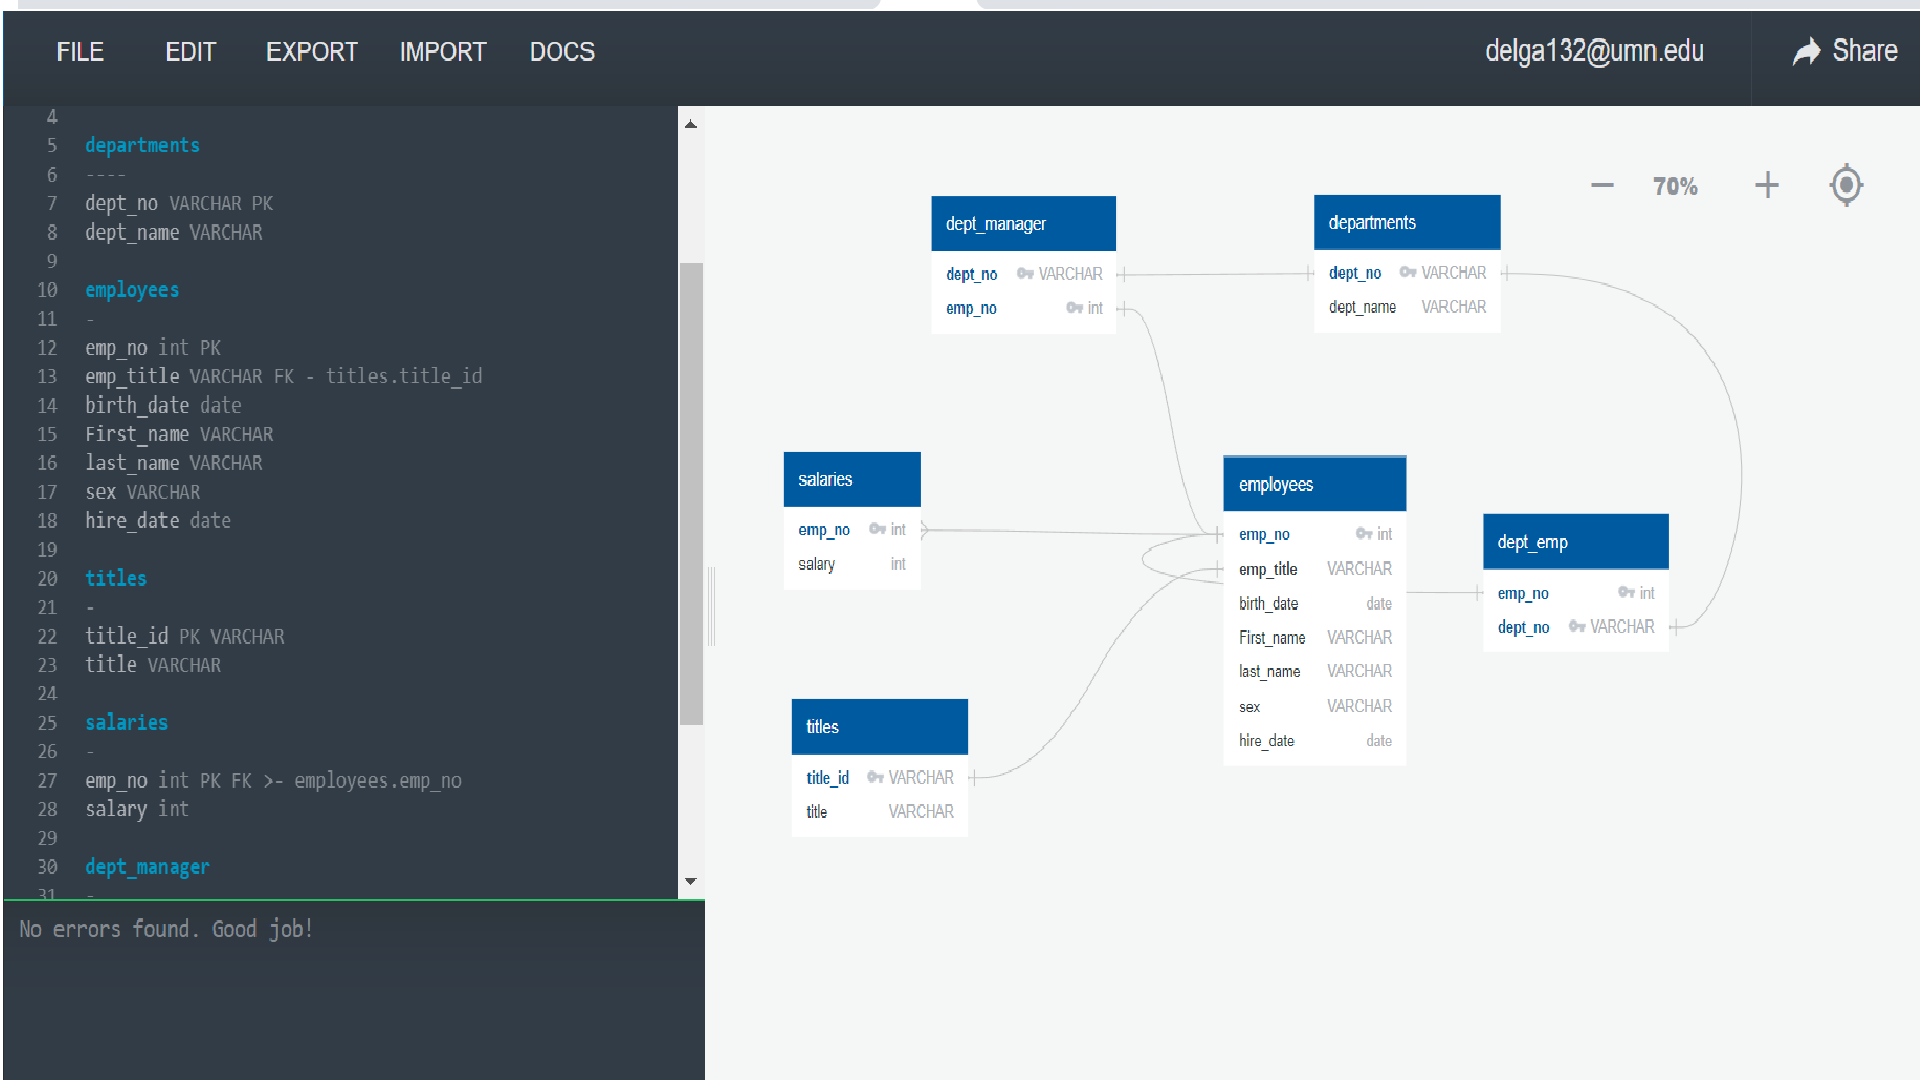 FILE EDIT EXPORT IMPORT DOCS delga132@umn.edu Share
4
5 departments
6 ----
7 dept_no VARCHAR PK
8 dept_name VARCHAR
9
10 employees
11 -
12 emp_no int PK
13 emp_title VARCHAR FK - titles.title_id
14 birth_date date
15 First_name VARCHAR
16 last_name VARCHAR
17 sex VARCHAR
18 hire_date date
19
20 titles
21 -
22 title_id PK VARCHAR
23 title VARCHAR
24
25 salaries
26 -
27 emp_no int PK FK >- employees.emp_no
28 salary int
29
30 dept_manager
31 -
No errors found. Good job!
70%
dept_manager
dept_no VARCHAR
emp_no int
departments
dept_no VARCHAR
dept_name VARCHAR
salaries
emp_no int
salary int
employees
emp_no int
emp_title VARCHAR
birth_date date
First_name VARCHAR
last_name VARCHAR
sex VARCHAR
hire_date date
dept_emp
emp_no int
dept_no VARCHAR
titles
title_id VARCHAR
title VARCHAR